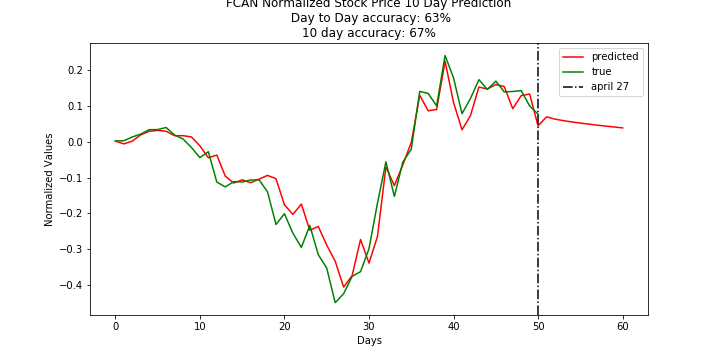 FCAN Normalized Stock Price 10 Day Prediction
Day to Day accuracy: 63%
10 day accuracy: 67%
predicted
true
april 27
Normalized Values
0.2
0.1
0.0
−0.1
−0.2
−0.3
−0.4
0 10 20 30 40 50 60
Days